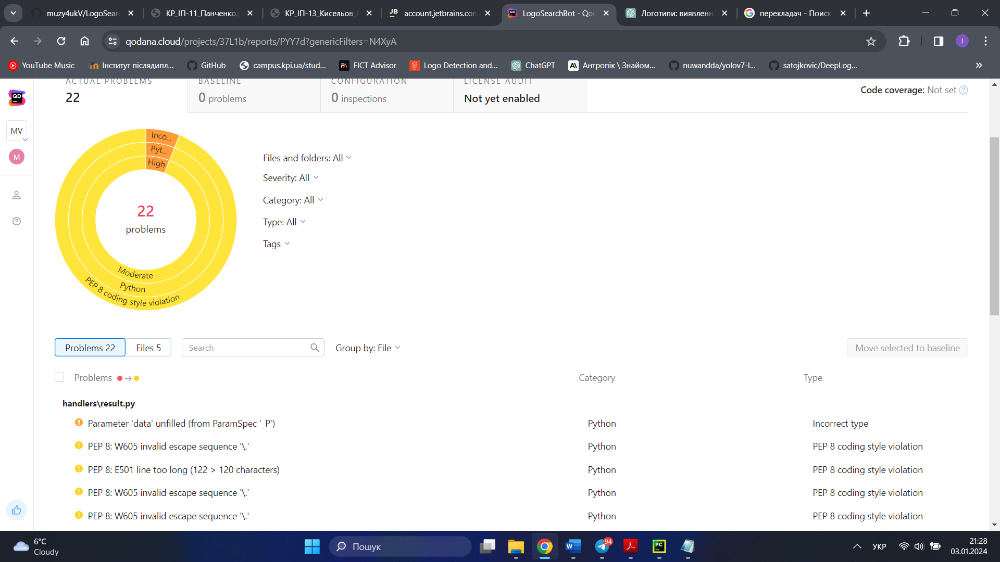 muzy4ukV/LogoSearc
КР_ІП-11_Панченко.
КР_ІП-13_Кисельов_
JB account.jetbrains.com
QD LogoSearchBot - Qo
Логотипи: виявленн
перекладач - Поиск
qodana.cloud/projects/37L1b/reports/PYY7d?genericFilters=N4XyA
I
YouTube Music
Інститут післядипл...
GitHub
campus.kpi.ua/stud...
FICT Advisor
Logo Detection and...
ChatGPT
Антропік \ Знайом...
nuwandda/yolov7-l...
satojkovic/DeepLog...
QD
MV
M
ACTUAL PROBLEMS
22
BASELINE
0 problems
CONFIGURATION
0 inspections
LICENSE AUDIT
Not yet enabled
Code coverage: Not set
Inco...
Pyt...
High
22
problems
Moderate
Python
PEP 8 coding style violation
Files and folders: All
Severity: All
Category: All
Type: All
Tags
Problems 22
Files 5
Search
Group by: File
Move selected to baseline
Problems
Category
Type
handlers\result.py
Parameter 'data' unfilled (from ParamSpec '_P') Python Incorrect type
PEP 8: W605 invalid escape sequence '\.' Python PEP 8 coding style violation
PEP 8: E501 line too long (122 > 120 characters) Python PEP 8 coding style violation
PEP 8: W605 invalid escape sequence '\.' Python PEP 8 coding style violation
PEP 8: W605 invalid escape sequence '\.' Python PEP 8 coding style violation
6°C
Cloudy
Пошук
W
94
PC
УКР
21:28
03.01.2024